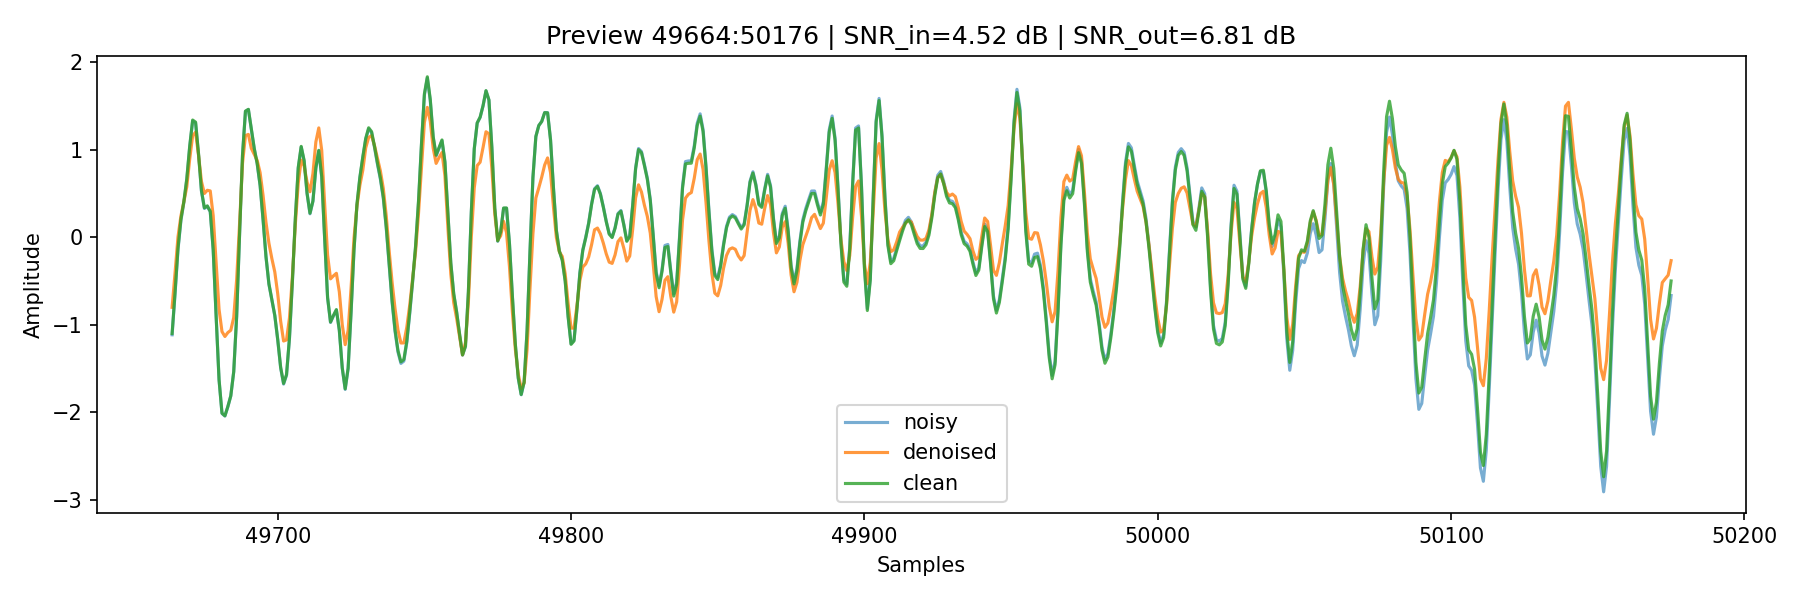 Preview 49664:50176 | SNR_in=4.52 dB | SNR_out=6.81 dB
Amplitude
2
1
0
−1
−2
−3
noisy
denoised
clean
49700 49800 49900 50000 50100 50200
Samples